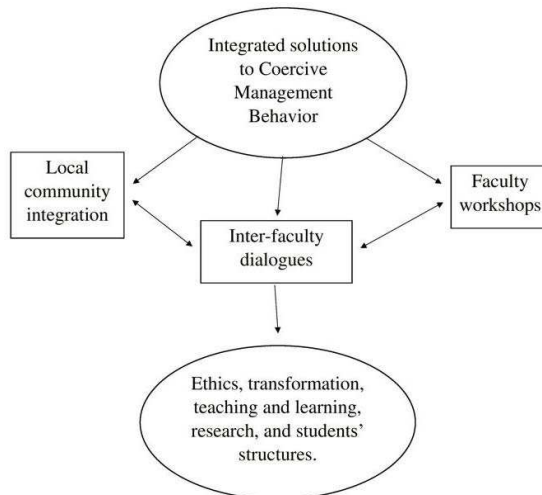 Integrated solutions
to Coercive
Management
Behavior
Local
community
integration
Faculty
workshops
Inter-faculty
dialogues
Ethics, transformation,
teaching and learning,
research, and students’
structures.